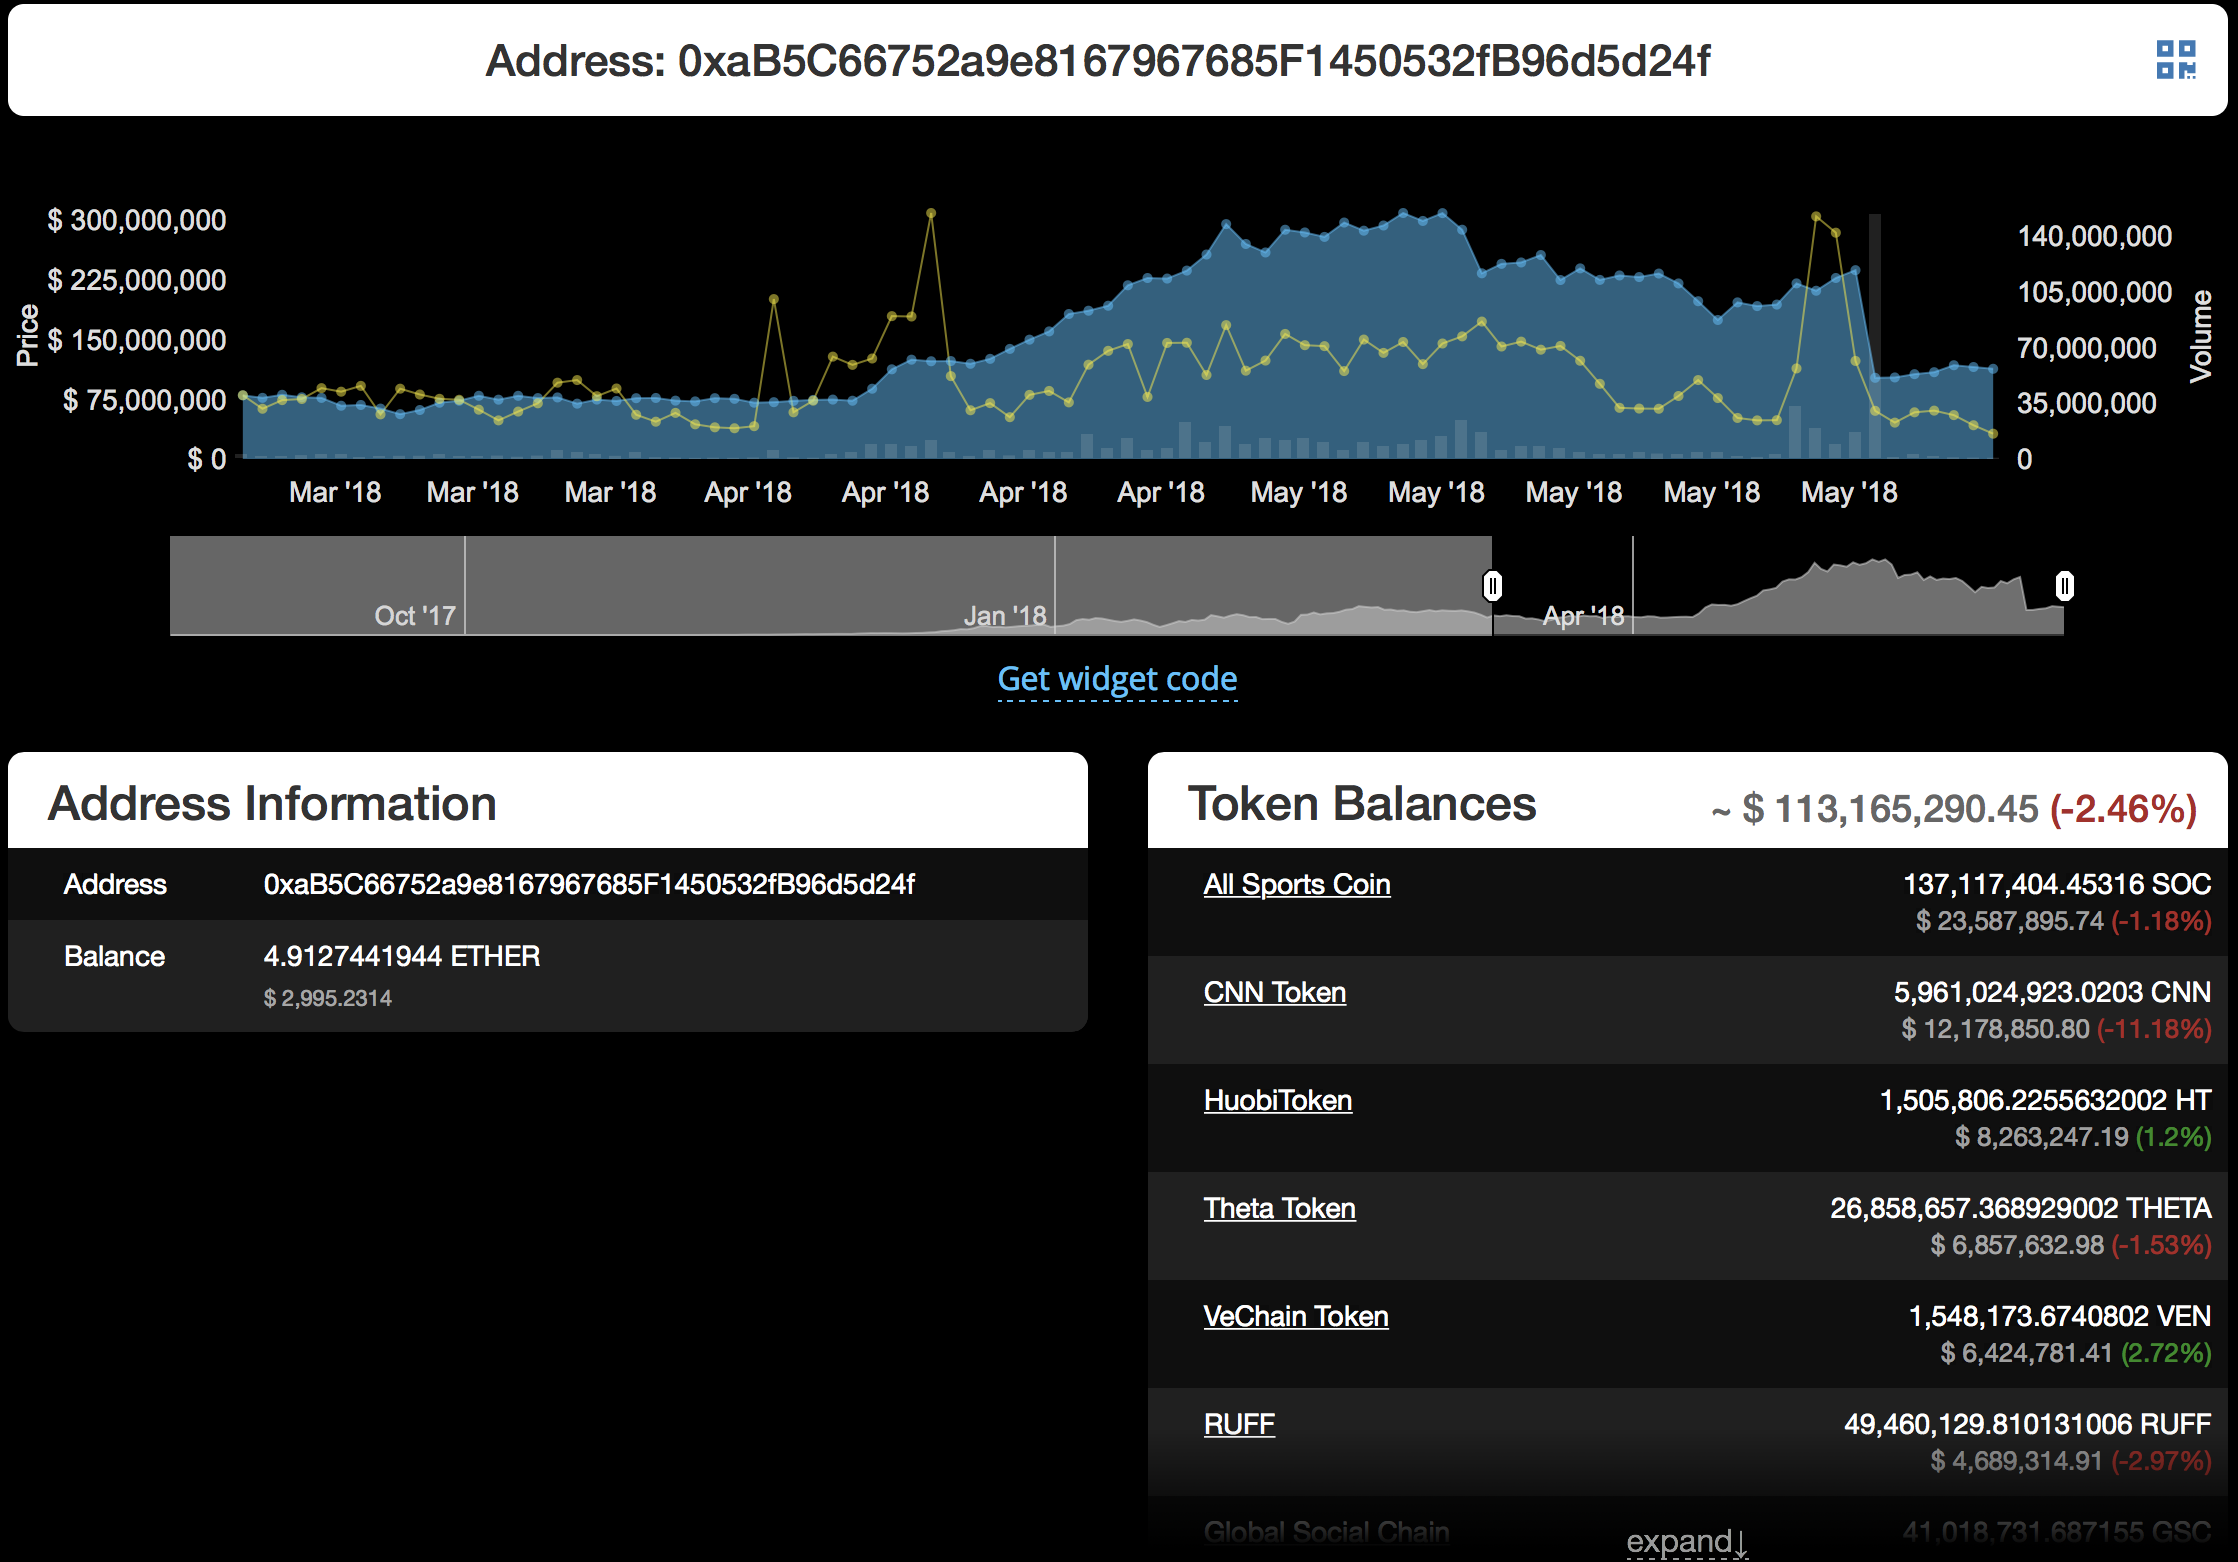 Address: 0xaB5C66752a9e8167967685F1450532fB96d5d24f
$ 300,000,000
$ 225,000,000
$ 150,000,000
$ 75,000,000
$ 0
Price
140,000,000
105,000,000
70,000,000
35,000,000
0
Volume
Mar '18 Mar '18 Mar '18 Apr '18 Apr '18 Apr '18 Apr '18 May '18 May '18 May '18 May '18 May '18
Oct '17 Jan '18 Apr '18
Get widget code
Address Information
Address 0xaB5C66752a9e8167967685F1450532fB96d5d24f
Balance 4.9127441944 ETHER
$ 2,995.2314
Token Balances ~ $ 113,165,290.45 (-2.46%)
All Sports Coin 137,117,404.45316 SOC
$ 23,587,895.74 (-1.18%)
CNN Token 5,961,024,923.0203 CNN
$ 12,178,850.80 (-11.18%)
HuobiToken 1,505,806.2255632002 HT
$ 8,263,247.19 (1.2%)
Theta Token 26,858,657.368929002 THETA
$ 6,857,632.98 (-1.53%)
VeChain Token 1,548,173.6740802 VEN
$ 6,424,781.41 (2.72%)
RUFF 49,460,129.810131006 RUFF
$ 4,689,314.91 (-2.97%)
Global Social Chain 41,018,731.687155 GSC
expand↓